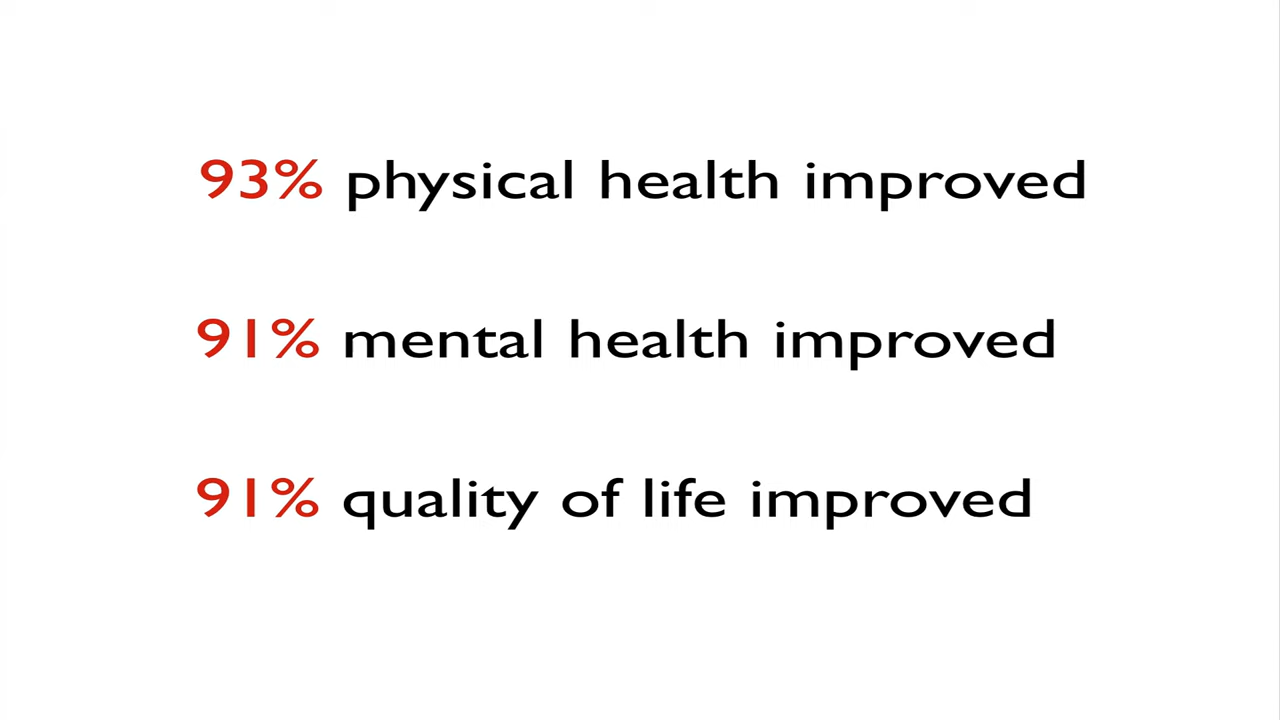 93% physical health improved
91% mental health improved
91% quality of life improved